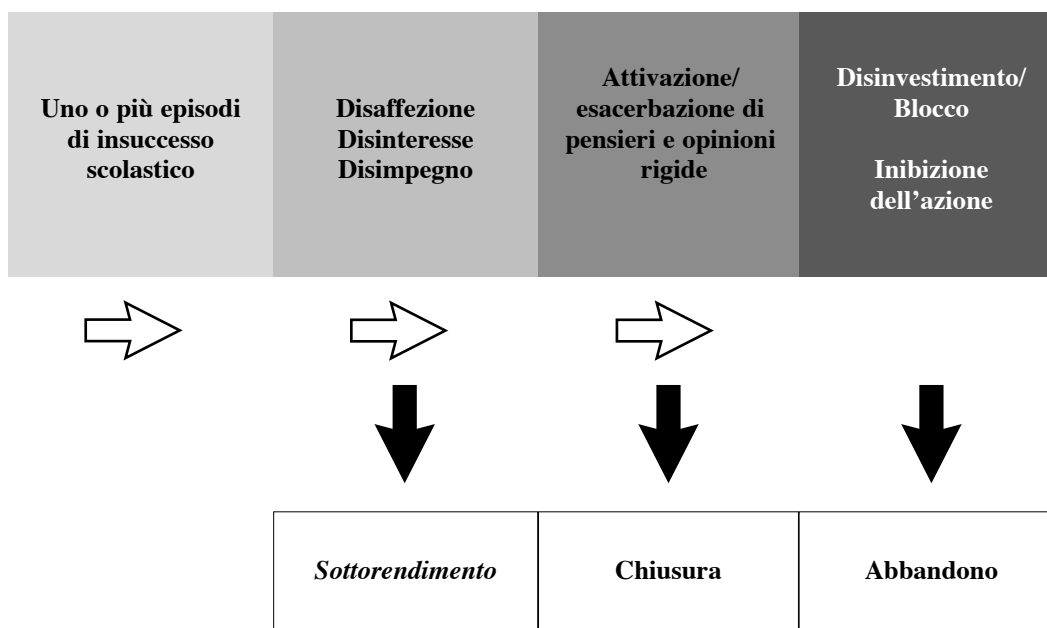 Uno o più episodi
di insuccesso
scolastico
Disaffezione
Disinteresse
Disimpegno
Attivazione/
esacerbazione di
pensieri e opinioni
rigide
Disinvestimento/
Blocco
Inibizione
dell’azione
Sottorendimento
Chiusura
Abbandono